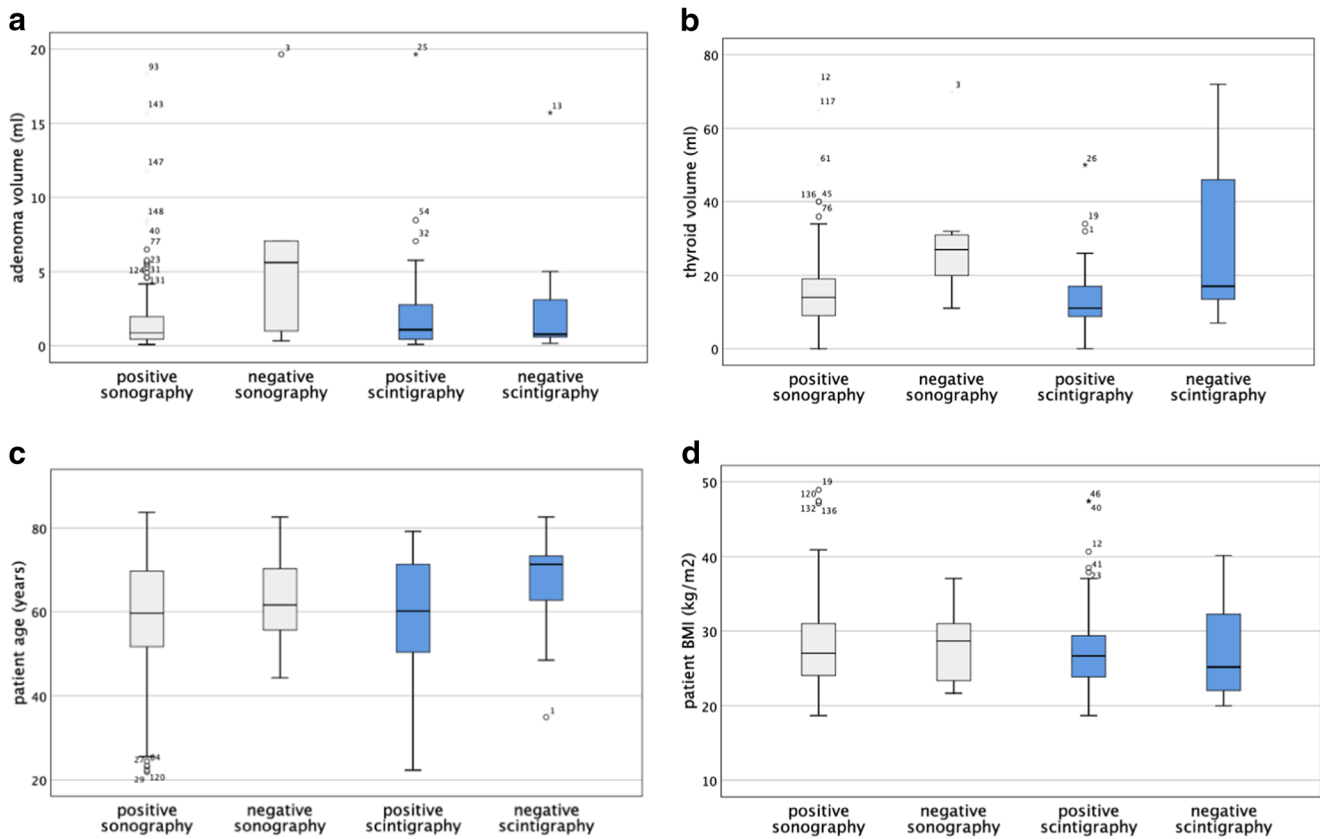 a
20
15
10
5
0
adenoma volume (ml)
93
143
147
148
40
77
23
124 31
131
3
25
54
32
13
positive sonography
negative sonography
positive scintigraphy
negative scintigraphy
b
80
60
40
20
0
thyroid volume (ml)
12
117
61
136 45
76
3
26
19
1
positive sonography
negative sonography
positive scintigraphy
negative scintigraphy
c
80
60
40
20
patient age (years)
29 120
1
positive sonography
negative sonography
positive scintigraphy
negative scintigraphy
d
50
40
30
20
10
patient BMI (kg/m2)
19
120
132 136
46
40
12
41
23
positive sonography
negative sonography
positive scintigraphy
negative scintigraphy